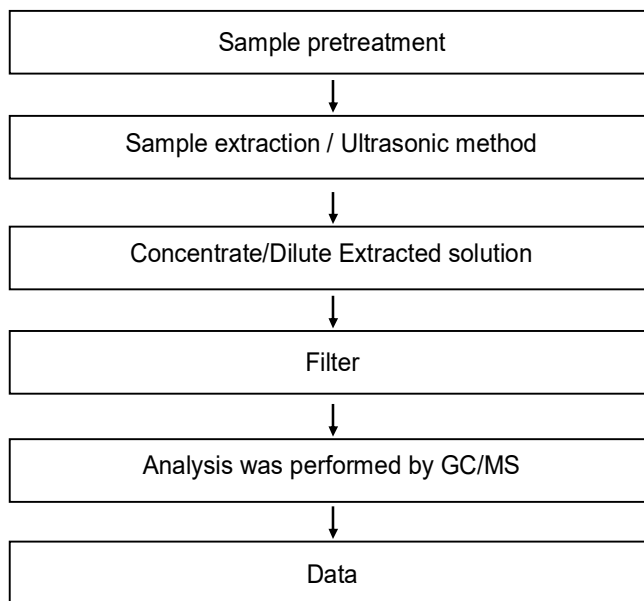 Sample pretreatment
Sample extraction / Ultrasonic method
Concentrate/Dilute Extracted solution
Filter
Analysis was performed by GC/MS
Data